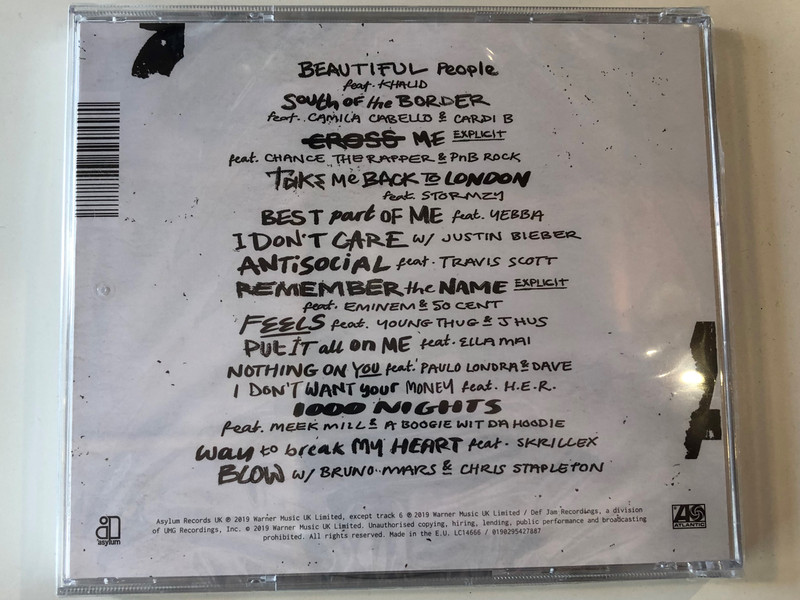 BEAUTIFUL People
feat. KHALID
South OF the BORDER
feat. CAMILA CABELLO & CARDI B
CROSS ME EXPLICIT
feat. CHANCE THE RAPPER & PnB ROCK
TAKE Me BACK TO LONDON
feat. STORMZY
BEST part OF ME feat. YEBBA
I DON'T CARE W/ JUSTIN BIEBER
ANTiSOCiAL feat. TRAVIS SCOTT
REMEMBER the NAME EXPLICIT
feat. EMINEM & 50 CENT
FEELS feat. YOUNG THUG & J HUS
PUT IT all on ME feat. ELLA MAI
NOTHING ON YOU feat. PAULO LONDRA & DAVE
I DON'T WANT your MONEY feat. H.E.R.
1000 NIGHTS
feat. MEEK MILL & A BOOGIE WIT DA HOODIE
way to break MY HEART feat. SKRILLEX
BLOW W/ BRUNO MARS & CHRIS STAPLETON
Asylum Records UK ℗ 2019 Warner Music UK Limited, except track 6 ℗ 2019 Warner Music UK Limited / Def Jam Recordings, a division
of UMG Recordings, Inc. © 2019 Warner Music UK Limited. Unauthorised copying, hiring, lending, public performance and broadcasting
prohibited. All rights reserved. Made in the E.U. LC14666 / 0190295427887
asylum
ATLANTIC